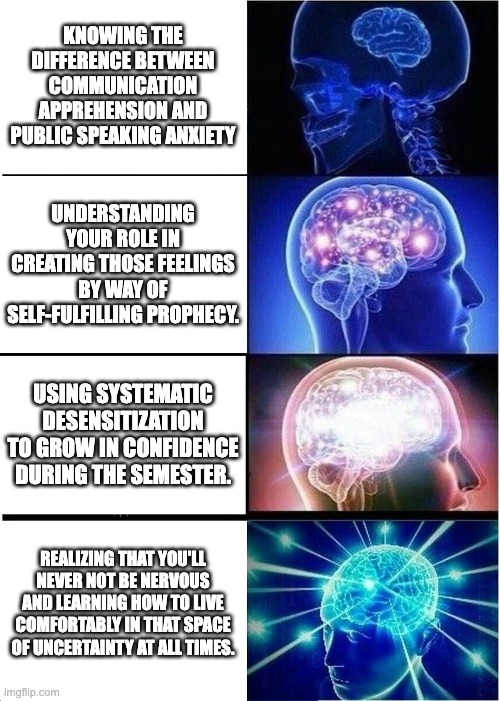 KNOWING THE
DIFFERENCE BETWEEN
COMMUNICATION
APPREHENSION AND
PUBLIC SPEAKING ANXIETY
UNDERSTANDING
YOUR ROLE IN
CREATING THOSE FEELINGS
BY WAY OF
SELF-FULFILLING PROPHECY.
USING SYSTEMATIC
DESENSITIZATION
TO GROW IN CONFIDENCE
DURING THE SEMESTER.
REALIZING THAT YOU'LL
NEVER NOT BE NERVOUS
AND LEARNING HOW TO LIVE
COMFORTABLY IN THAT SPACE
OF UNCERTAINTY AT ALL TIMES.
imgflip.com